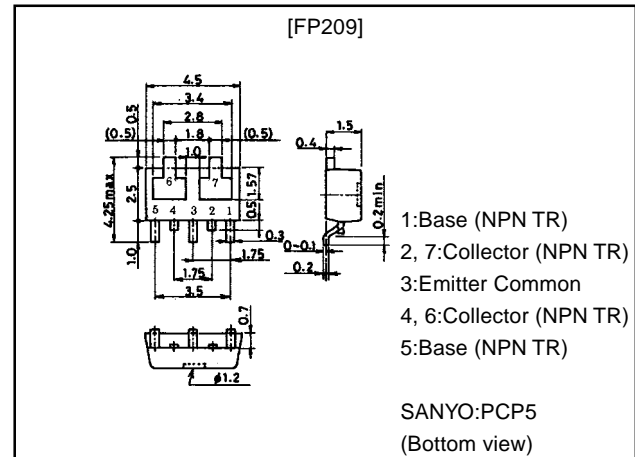 [FP209]
4.5
3.4
2.8
0.5
(0.5)
1.8
(0.5)
1.0
1.5
0.4
6
7
1.57
4.25max
2.5
5
4
3
2
1
0.5
0.3
0.2min
0~0.1
1.0
1.75
1.75
0.2
3.5
0.7
ø1.2
1:Base (NPN TR)
2, 7:Collector (NPN TR)
3:Emitter Common
4, 6:Collector (NPN TR)
5:Base (NPN TR)
SANYO:PCP5
(Bottom view)